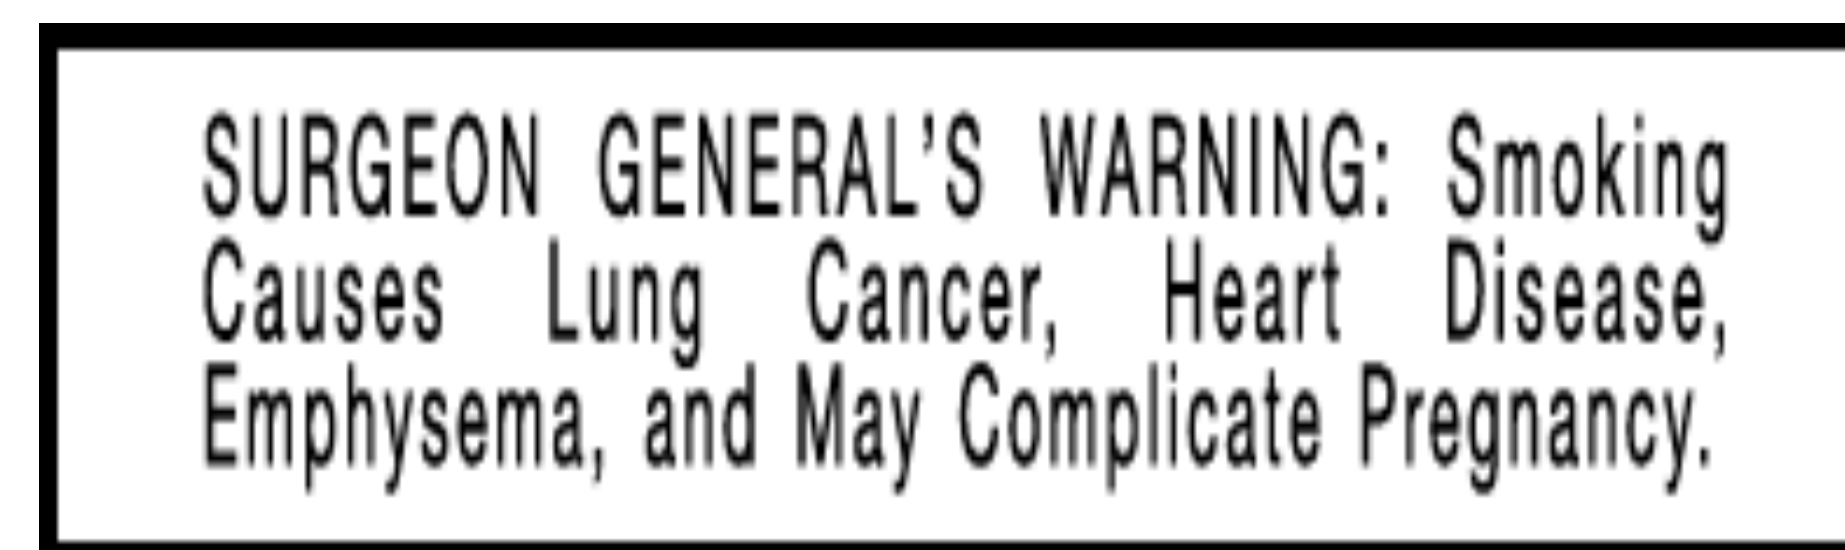 SURGEON GENERAL’S WARNING: Smoking
Causes Lung Cancer, Heart Disease,
Emphysema, and May Complicate Pregnancy.